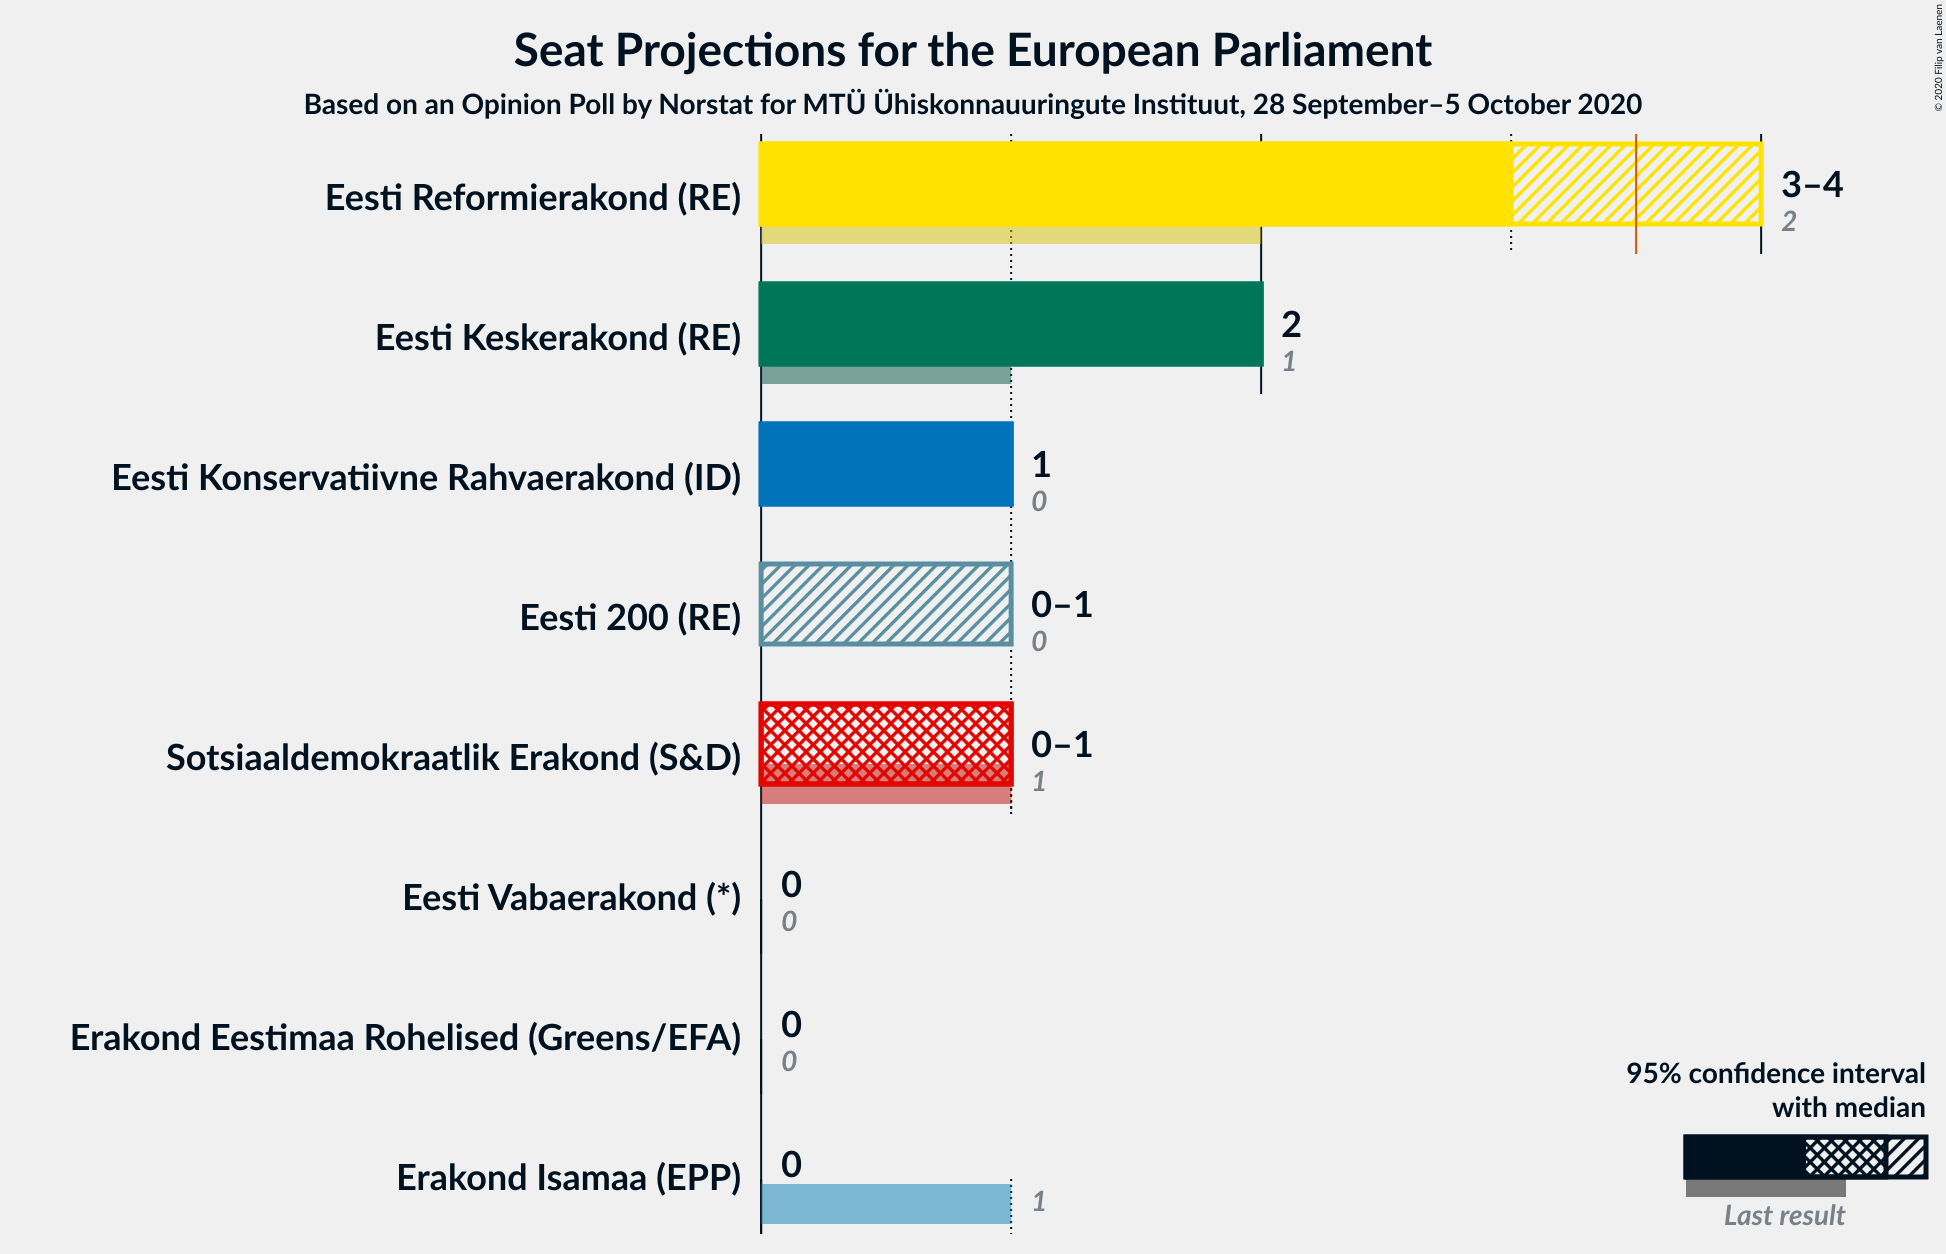 Seat Projections for the European Parliament
Based on an Opinion Poll by Norstat for MTÜ Ühiskonnauuringute Instituut, 28 September–5 October 2020
© 2020 Filip van Laenen
Eesti Reformierakond (RE)
3–4
2
Eesti Keskerakond (RE)
2
1
Eesti Konservatiivne Rahvaerakond (ID)
1
0
Eesti 200 (RE)
0–1
0
Sotsiaaldemokraatlik Erakond (S&D)
0–1
1
Eesti Vabaerakond (*)
0
0
Erakond Eestimaa Rohelised (Greens/EFA)
0
0
Erakond Isamaa (EPP)
0
1
95% confidence interval
with median
Last result